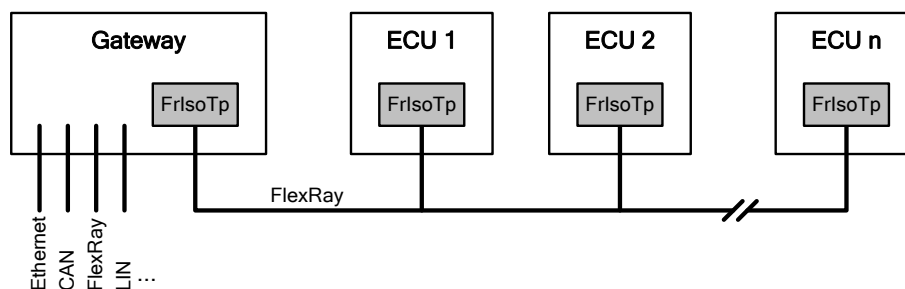 Gateway
ECU 1
ECU 2
ECU n
FrIsoTp
FrIsoTp
FrIsoTp
FrIsoTp
FlexRay
Ethernet
CAN
FlexRay
LIN
...